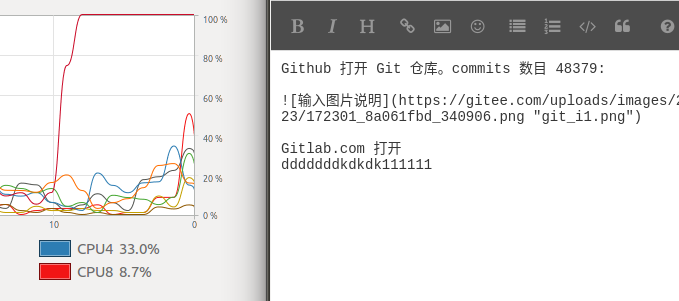 100 %
80 %
60 %
40 %
20 %
0 %
10
0
CPU4 33.0%
CPU8 8.7%
B I H
Github 打开 Git 仓库。commits 数目 48379:
![输入图片说明](https://gitee.com/uploads/images/2
23/172301_8a061fbd_340906.png "git_i1.png")
Gitlab.com 打开
dddddddkdkdk111111